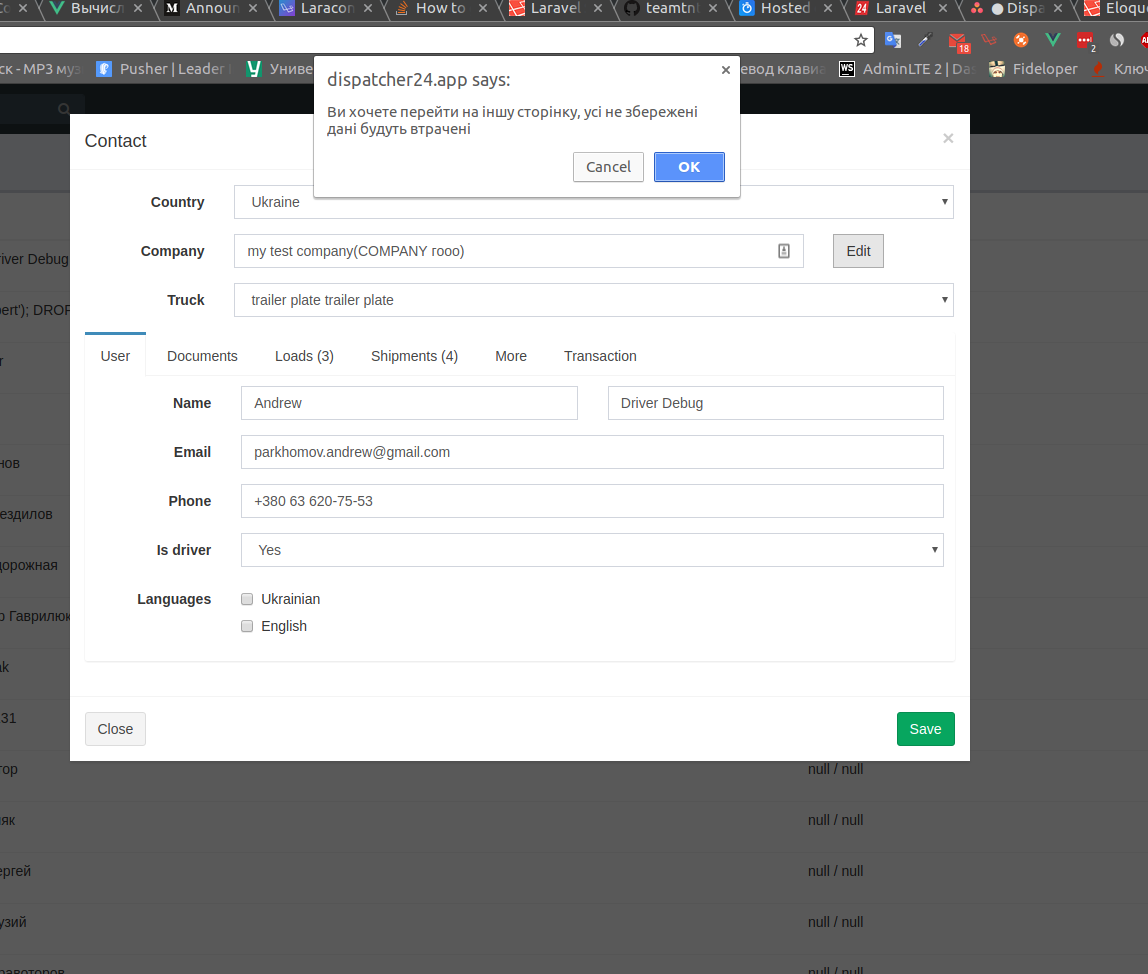 Вычисл
Announ
Laracon
How to
Laravel
teamtn
Hosted
Laravel
Dispa
Eloque
18
2
ск - MP3 муз
Pusher | Leader
Униве
евод клави
AdminLTE 2 | Da
Fideloper
Ключ
dispatcher24.app says:
Ви хочете перейти на іншу сторінку, усі не збережені
дані будуть втрачені
Cancel
OK
Contact
Country
Ukraine
Company
my test company(COMPANY rooo)
Edit
Truck
trailer plate trailer plate
User
Documents
Loads (3)
Shipments (4)
More
Transaction
Name
Andrew
Driver Debug
Email
parkhomov.andrew@gmail.com
Phone
+380 63 620-75-53
Is driver
Yes
Languages
Ukrainian
English
Close
Save
river Debug
ert'); DROP
нов
ездилов
дорожная
р Гаврилюк
ak
31
гор
null / null
як
null / null
ергей
null / null
узий
null / null
равоторов
null / null